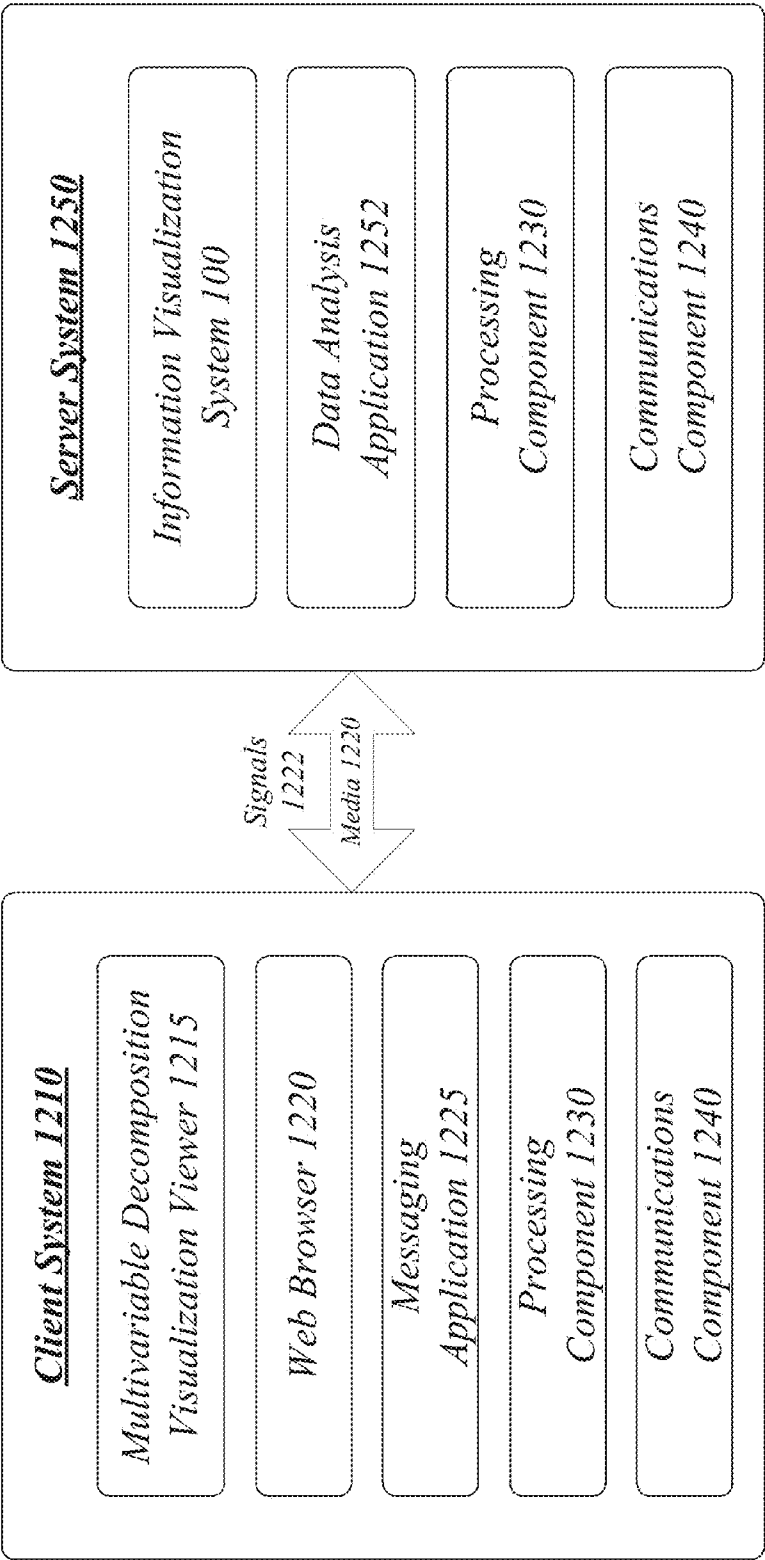 Client System 1210
Multivariable Decomposition
Visualization Viewer 1215
Web Browser 1220
Messaging
Application 1225
Processing
Component 1230
Communications
Component 1240
Signals
1222
Media 1220
Server System 1250
Information Visualization
System 100
Data Analysis
Application 1252
Processing
Component 1230
Communications
Component 1240